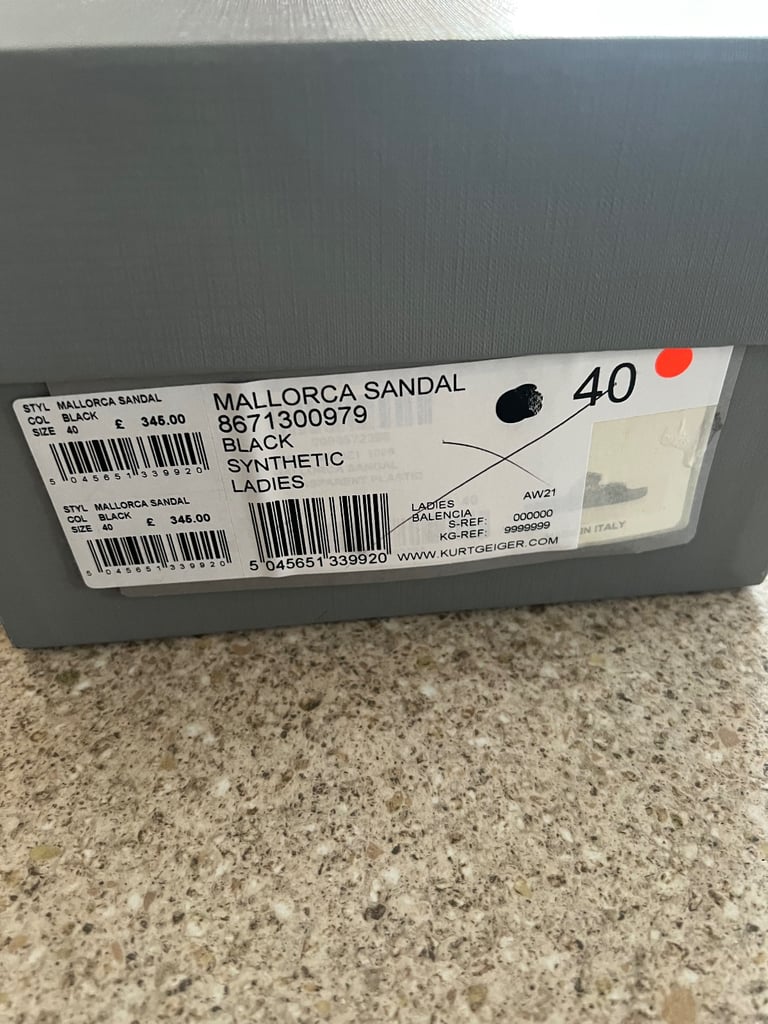 STYL MALLORCA SANDAL
COL BLACK £ 345.00
SIZE 40
5 045651 339920
STYL MALLORCA SANDAL
COL BLACK £ 345.00
SIZE 40
5 045651 339920
MALLORCA SANDAL
8671300979
BLACK
SYNTHETIC
LADIES
5 045651 339920
40
LADIES AW21
BALENCIA
S-REF: 000000
KG-REF: 9999999
WWW.KURTGEIGER.COM
IN ITALY